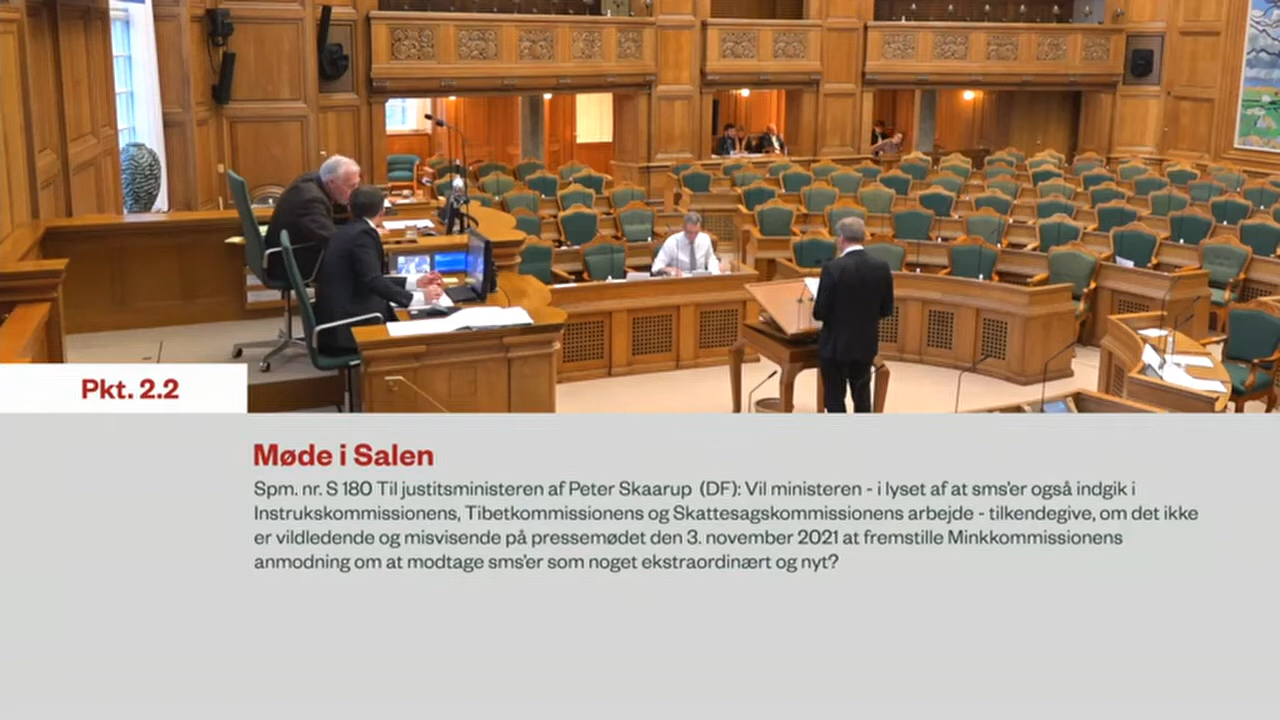 Pkt. 2.2
Møde i Salen
Spm. nr. S 180 Til justitsministeren af Peter Skaarup (DF): Vil ministeren - i lyset af at sms'er også indgik i
Instrukskommissionens, Tibetkommissionens og Skattesagskommissionens arbejde - tilkendegive, om det ikke
er vildledende og misvisende på pressemødet den 3. november 2021 at fremstille Minkkommissionens
anmodning om at modtage sms'er som noget ekstraordinært og nyt?